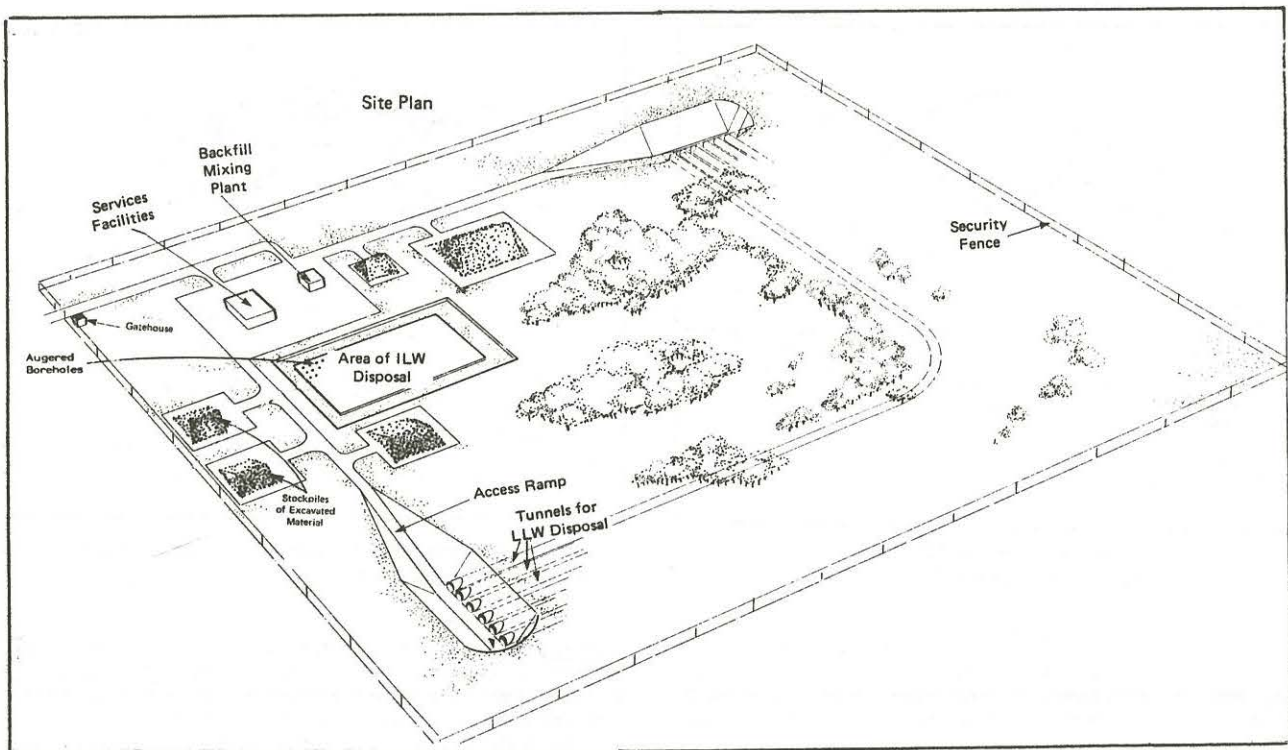 Site Plan
Backfill
Mixing
Plant
Services
Facilities
Security
Fence
Gatehouse
Augered
Boreholes
Area of ILW
Disposal
Stockpiles
of Excavated
Material
Access Ramp
Tunnels for
LLW Disposal